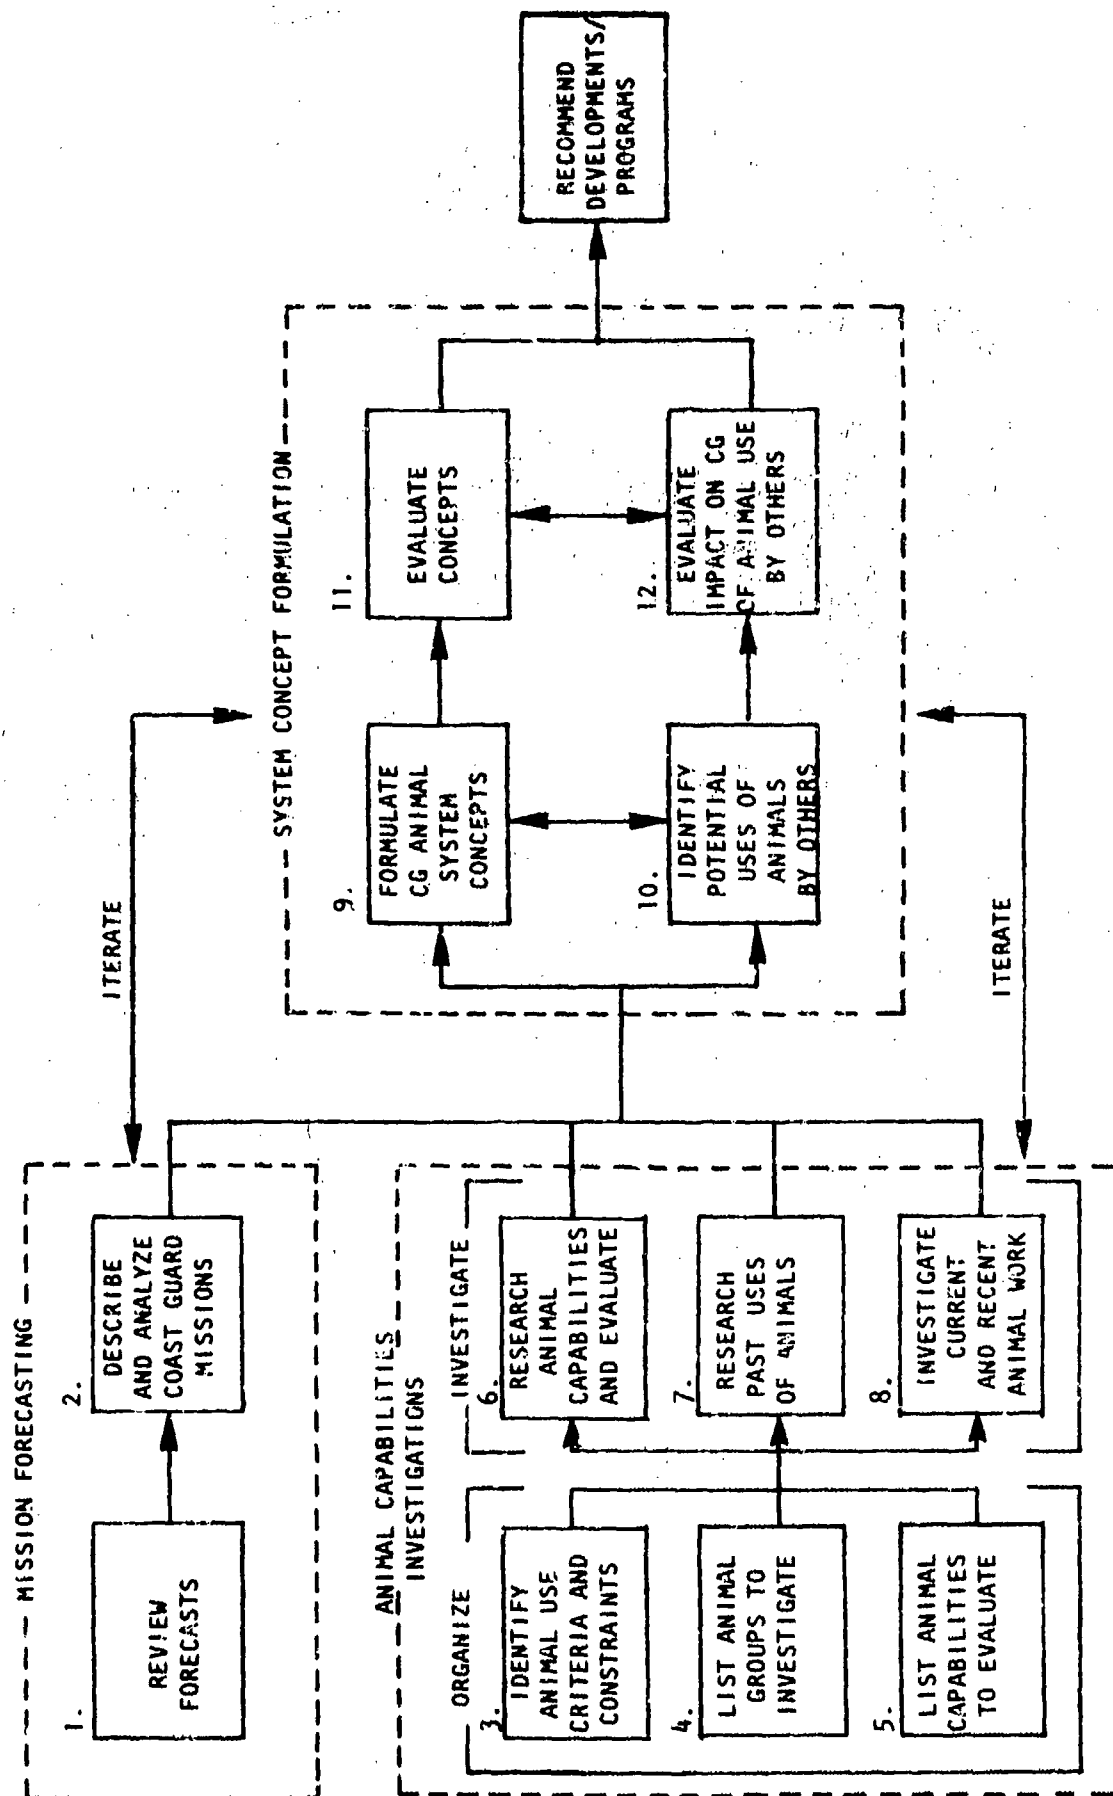 MISSION FORECASTING
1.
REVIEW
FORECASTS
2.
DESCRIBE
AND ANALYZE
COAST GUARD
MISSIONS
ITERATE
ANIMAL CAPABILITIES
INVESTIGATIONS
ORGANIZE
3.
IDENTIFY
ANIMAL USE
CRITERIA AND
CONSTRAINTS
4.
LIST ANIMAL
GROUPS TO
INVESTIGATE
5.
LIST ANIMAL
CAPABILITIES
TO EVALUATE
INVESTIGATE
6.
RESEARCH
ANIMAL
CAPABILITIES
AND EVALUATE
7.
RESEARCH
PAST USES
OF ANIMALS
8.
INVESTIGATE
CURRENT
AND RECENT
ANIMAL WORK
ITERATE
SYSTEM CONCEPT FORMULATION
9.
FORMULATE
CG ANIMAL
SYSTEM
CONCEPTS
10.
IDENTIFY
POTENTIAL
USES OF
ANIMALS
BY OTHERS
11.
EVALUATE
CONCEPTS
12.
EVALUATE
IMPACT ON CG
OF ANIMAL USE
BY OTHERS
RECOMMEND
DEVELOPMENTS/
PROGRAMS